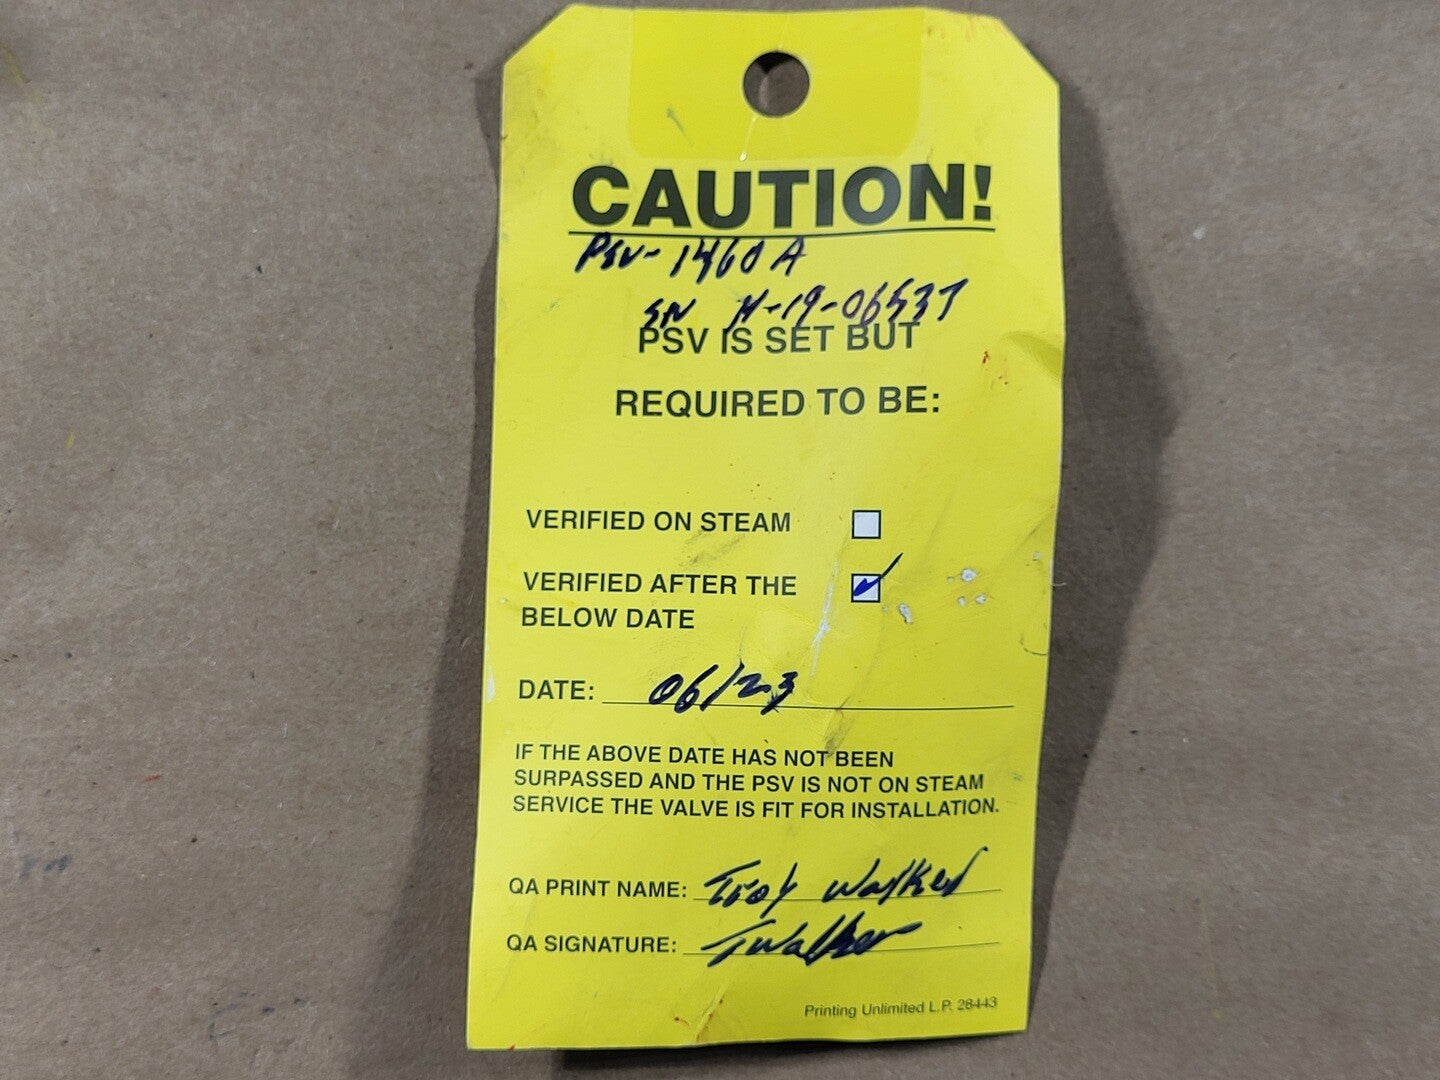 CAUTION!
PSV-1460A
SN H-19-06537
PSV IS SET BUT
REQUIRED TO BE:
VERIFIED ON STEAM
VERIFIED AFTER THE
BELOW DATE
DATE: 06/23
IF THE ABOVE DATE HAS NOT BEEN
SURPASSED AND THE PSV IS NOT ON STEAM
SERVICE THE VALVE IS FIT FOR INSTALLATION.
QA PRINT NAME: Troy Walker
QA SIGNATURE: TWalker
Printing Unlimited L.P. 28443